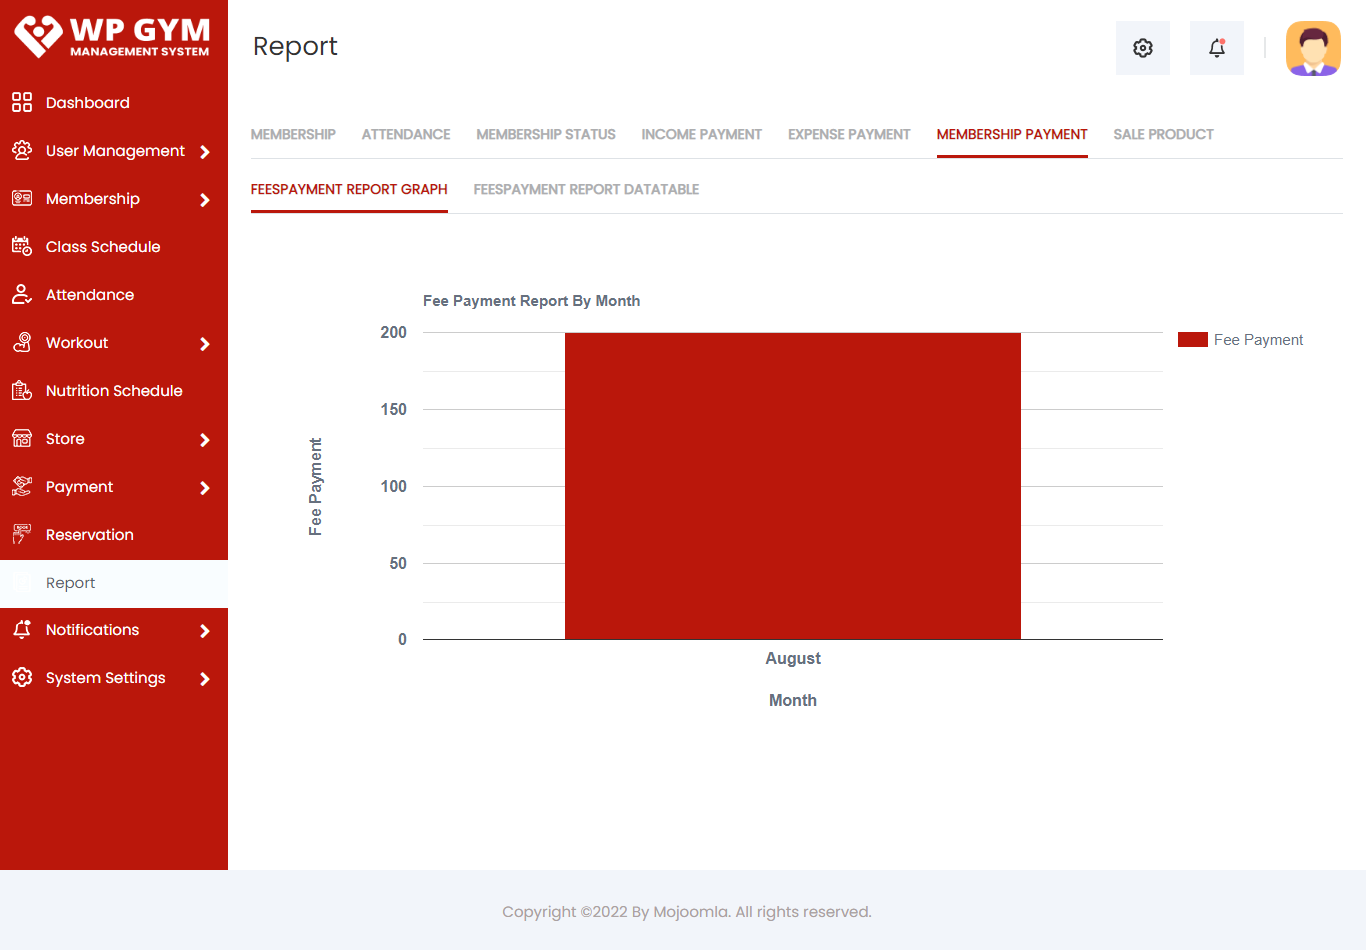 WP GYM
MANAGEMENT SYSTEM
Report
Dashboard
User Management
Membership
Class Schedule
Attendance
Workout
Nutrition Schedule
Store
Payment
Reservation
Report
Notifications
System Settings
MEMBERSHIP ATTENDANCE MEMBERSHIP STATUS INCOME PAYMENT EXPENSE PAYMENT MEMBERSHIP PAYMENT SALE PRODUCT
FEESPAYMENT REPORT GRAPH FEESPAYMENT REPORT DATATABLE
Fee Payment Report By Month
200
150
100
50
0
Fee Payment
August
Month
Fee Payment
Copyright ©2022 By Mojoomla. All rights reserved.